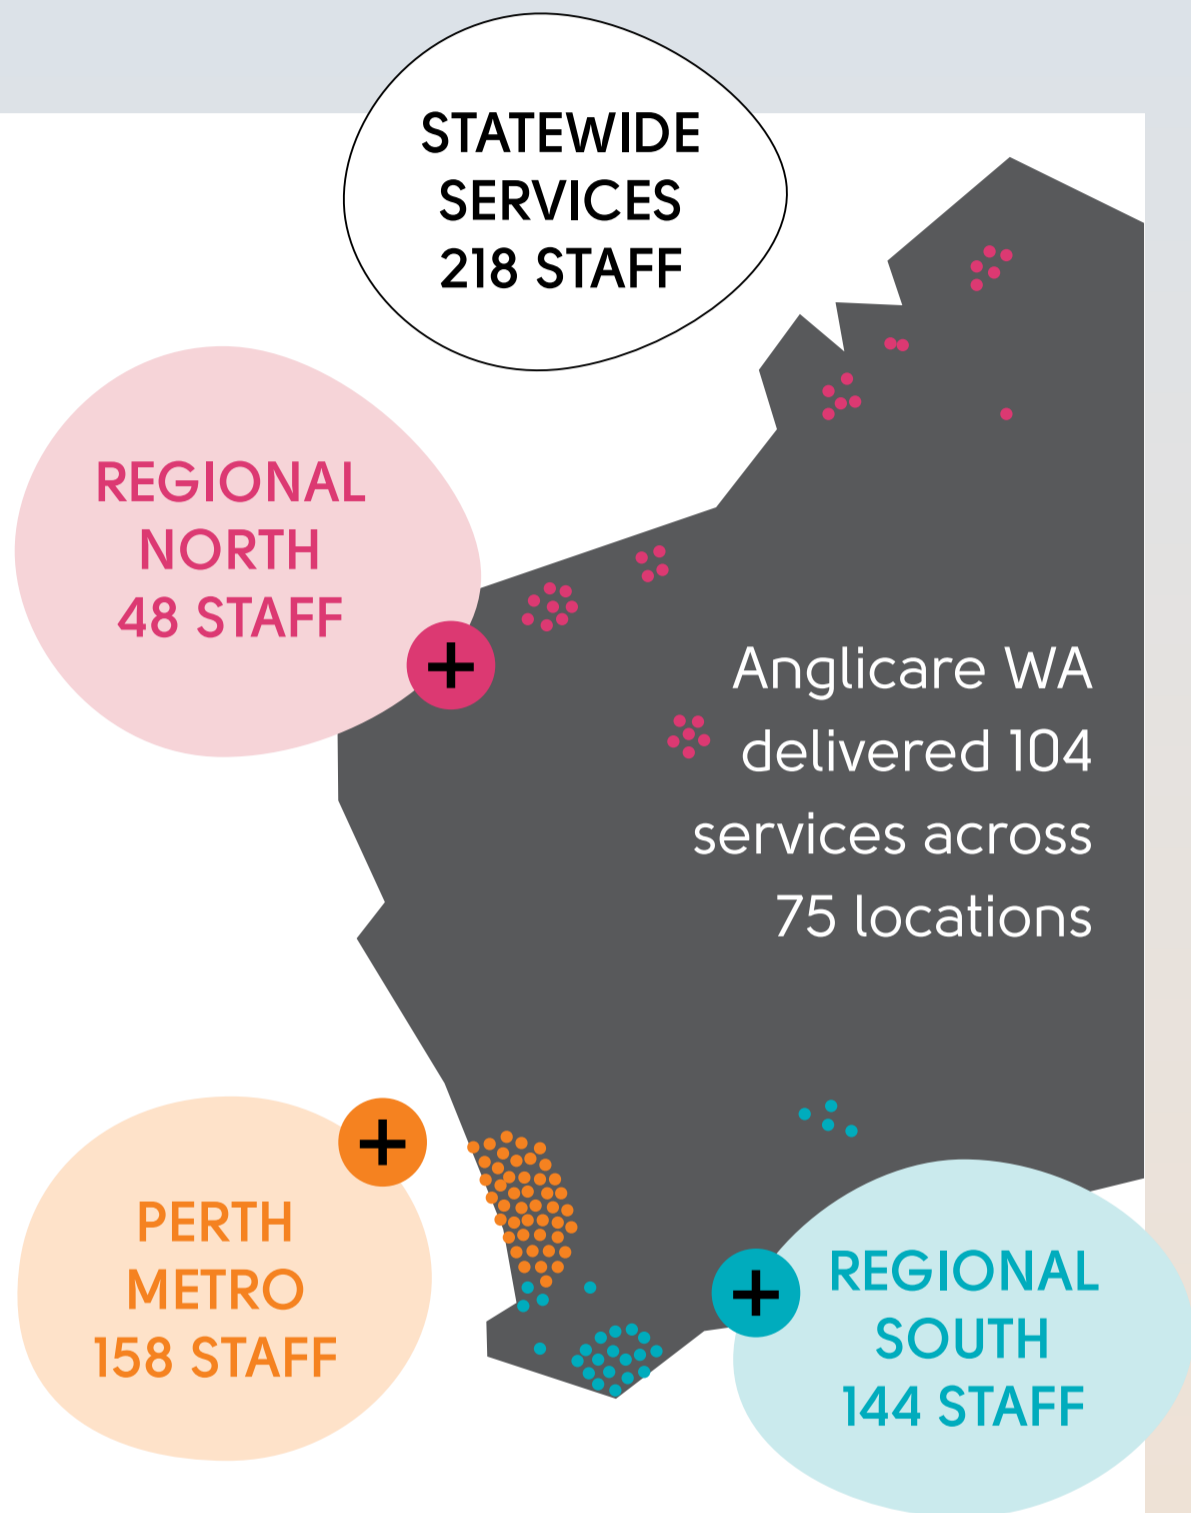 STATEWIDE
SERVICES
218 STAFF
REGIONAL
NORTH
48 STAFF
+
Anglicare WA
delivered 104
services across
75 locations
+
PERTH
METRO
158 STAFF
+
REGIONAL
SOUTH
144 STAFF